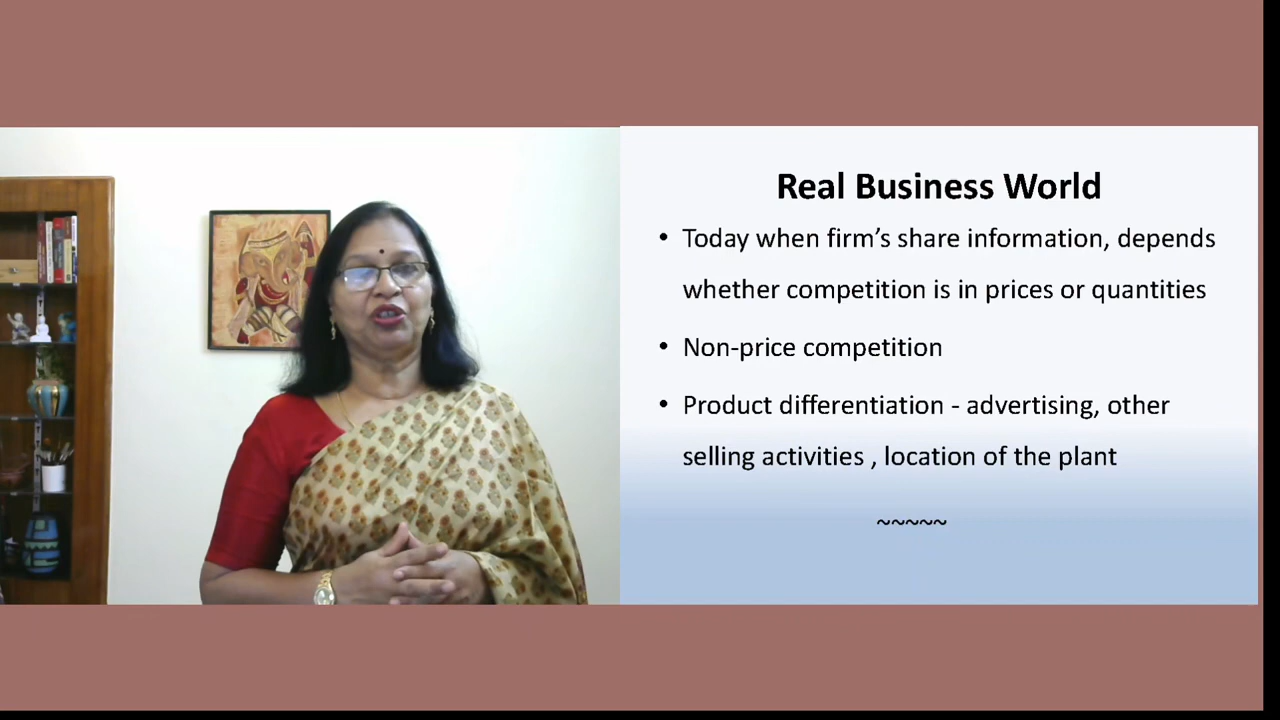 Real Business World
• Today when firm’s share information, depends
whether competition is in prices or quantities
• Non-price competition
• Product differentiation - advertising, other
selling activities , location of the plant
~~~~~